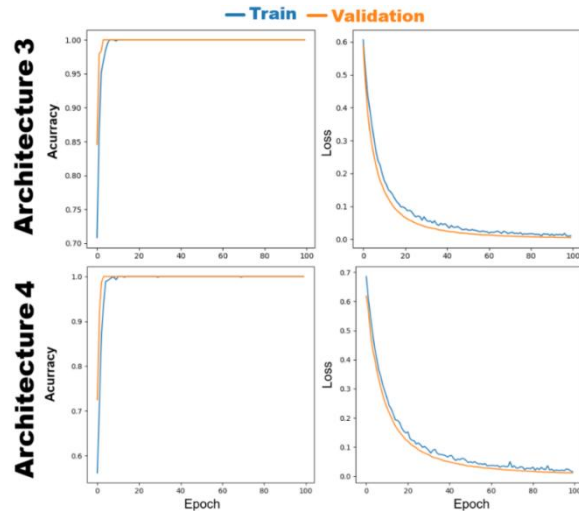 Train Validation
Architecture 3
Acurracy
1.00
0.95
0.90
0.85
0.80
0.75
0.70
0 20 40 60 80 100
Loss
0.6
0.5
0.4
0.3
0.2
0.1
0.0
0 20 40 60 80 100
Architecture 4
Acurracy
1.0
0.9
0.8
0.7
0.6
0 20 40 60 80 100
Epoch
Loss
0.7
0.6
0.5
0.4
0.3
0.2
0.1
0.0
0 20 40 60 80 100
Epoch